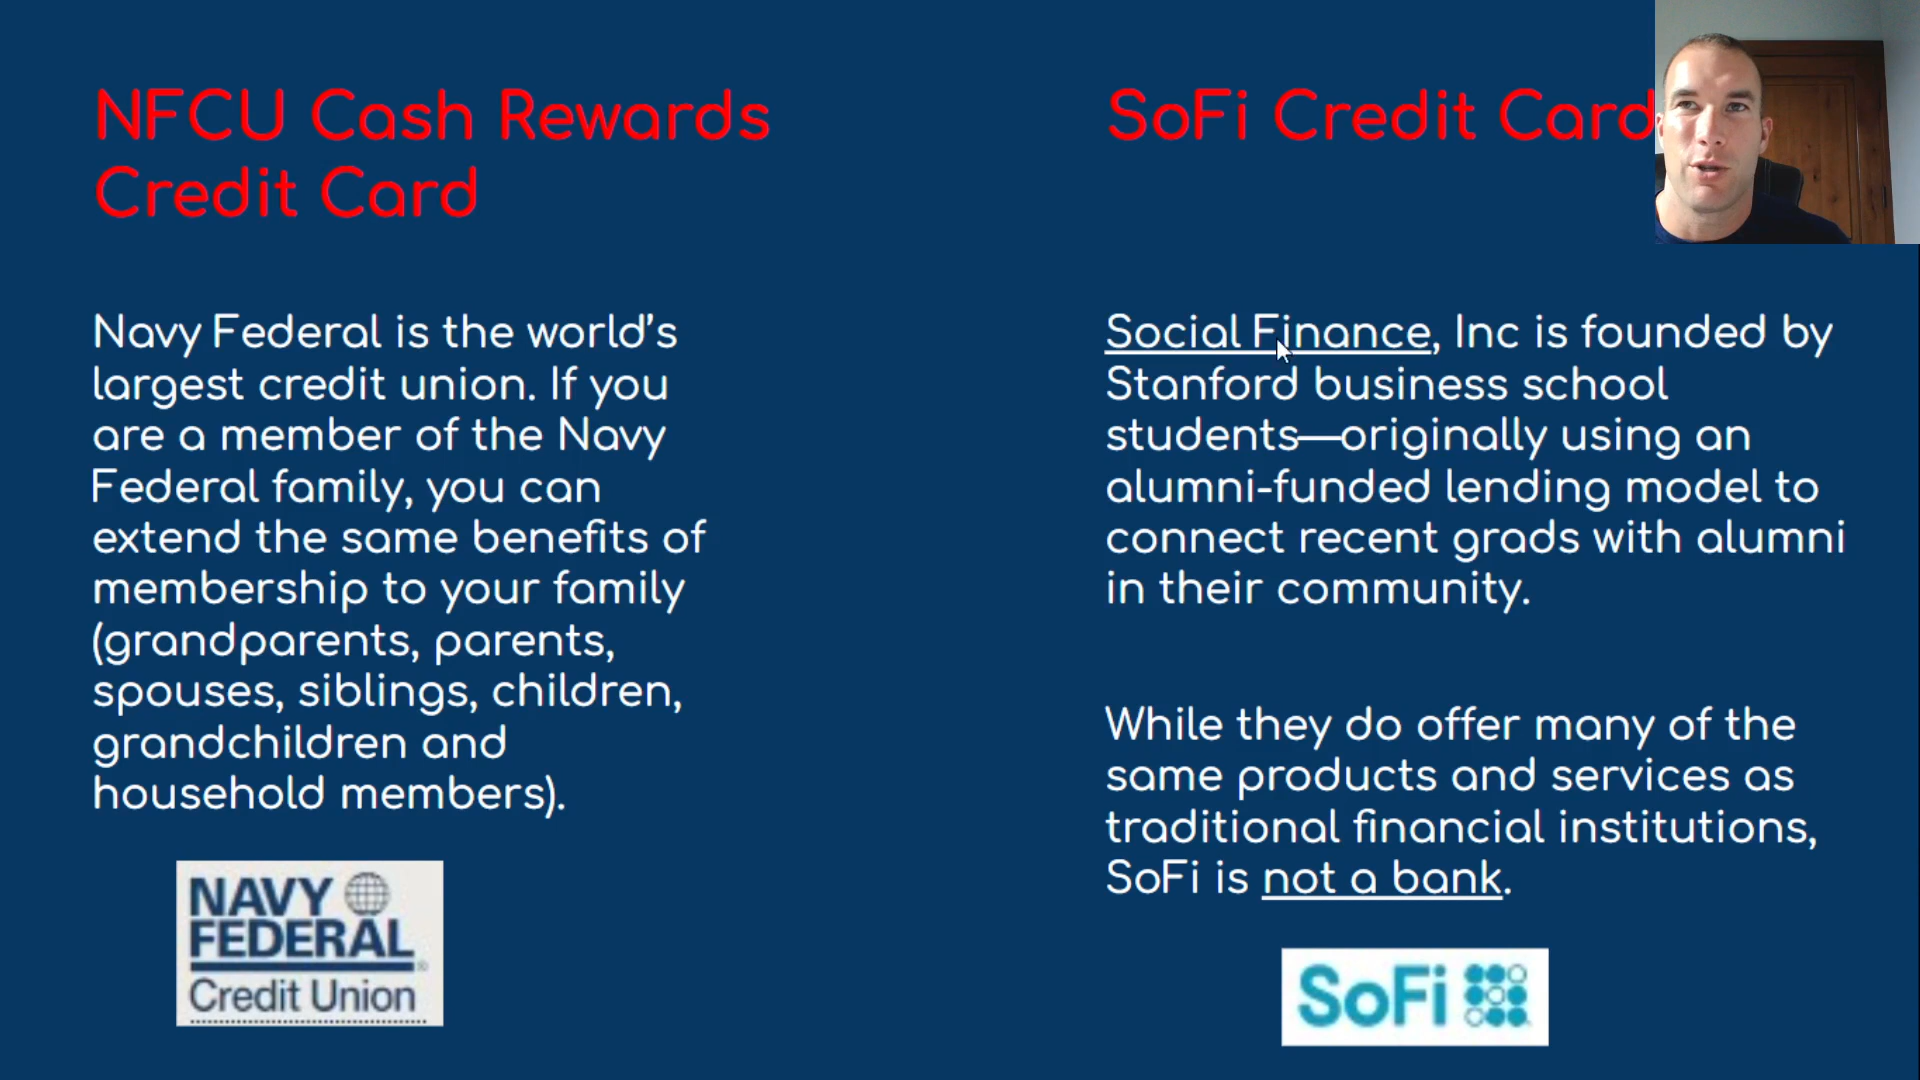 NFCU Cash Rewards
Credit Card
Navy Federal is the world’s
largest credit union. If you
are a member of the Navy
Federal family, you can
extend the same benefits of
membership to your family
(grandparents, parents,
spouses, siblings, children,
grandchildren and
household members).
NAVY
FEDERAL®
Credit Union
SoFi Credit Card
Social Finance, Inc is founded by
Stanford business school
students—originally using an
alumni-funded lending model to
connect recent grads with alumni
in their community.
While they do offer many of the
same products and services as
traditional financial institutions,
SoFi is not a bank.
SoFi